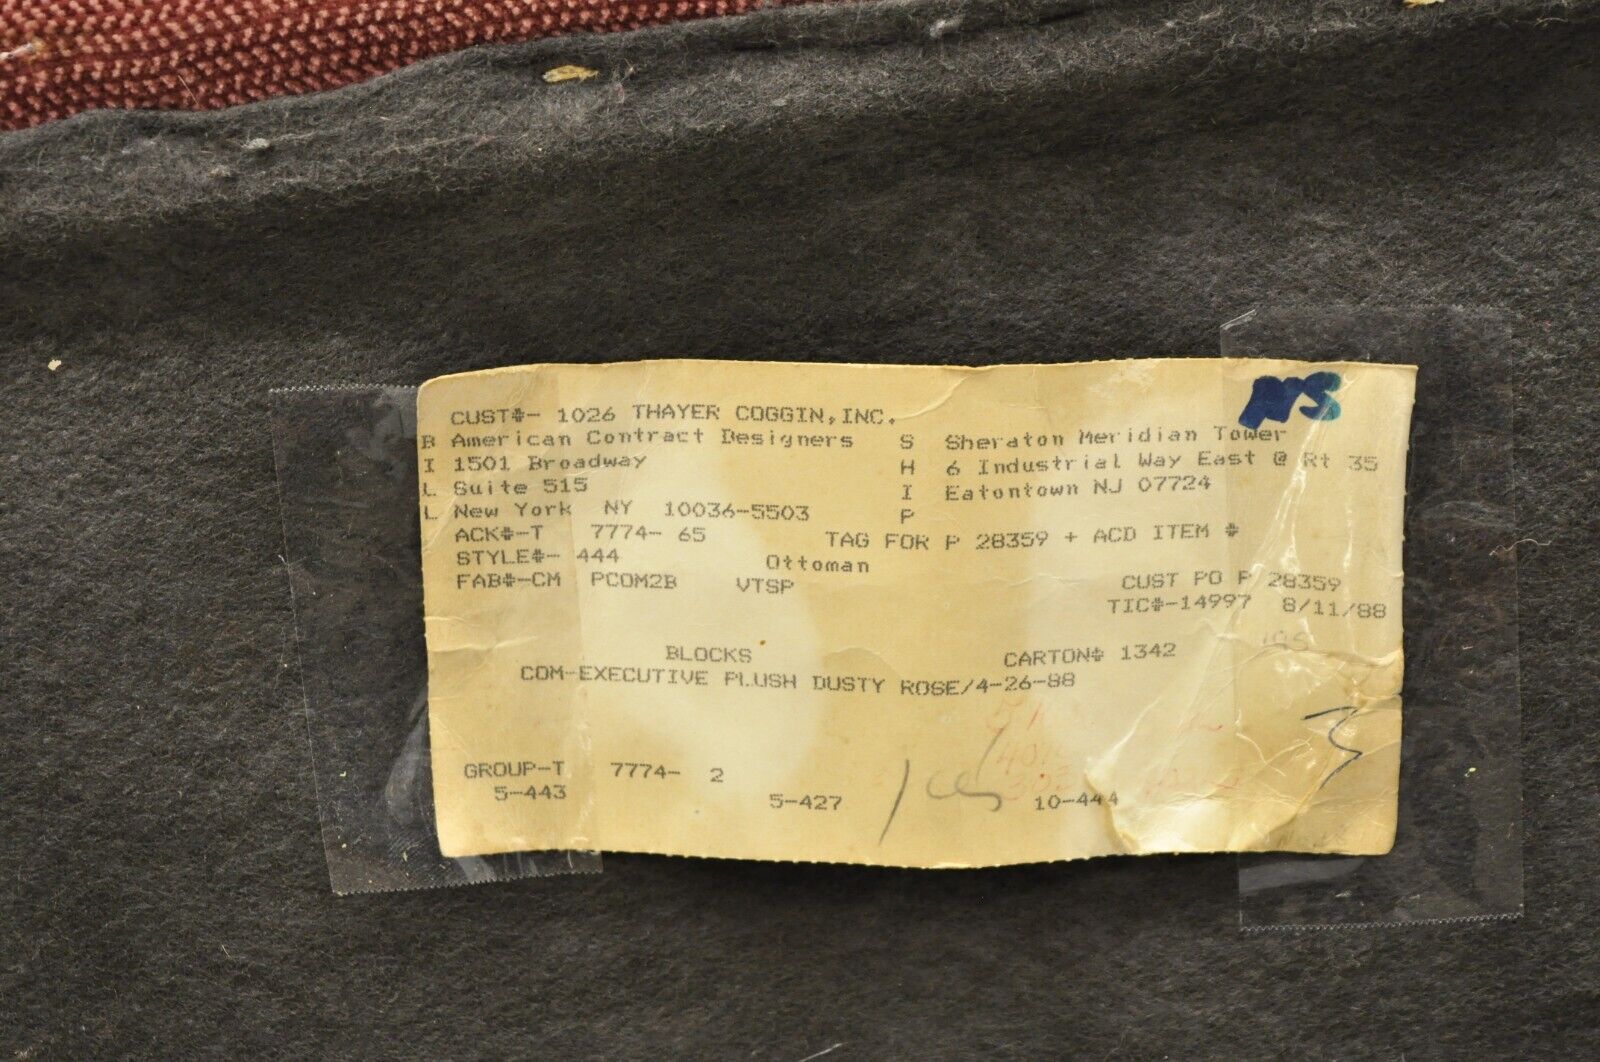 CUST#- 1026 THAYER COGGIN, INC.
B American Contract Designers S Sheraton Meridian Tower
I 1501 Broadway H 6 Industrial Way East @ Rt 35
L Suite 515 I Eatontown NJ 07724
L New York NY 10036-5503 P
ACK#-T 7774- 65 TAG FOR P 28359 + ACD ITEM #
STYLE#- 444 Ottoman
FAB#-CM PCOM2B VTSP CUST PO P 28359
TIC#-14997 8/11/88
BLOCKS CARTON# 1342
COM-EXECUTIVE PLUSH DUSTY ROSE/4-26-88
GROUP-T 7774- 2
5-443 5-427 10-444